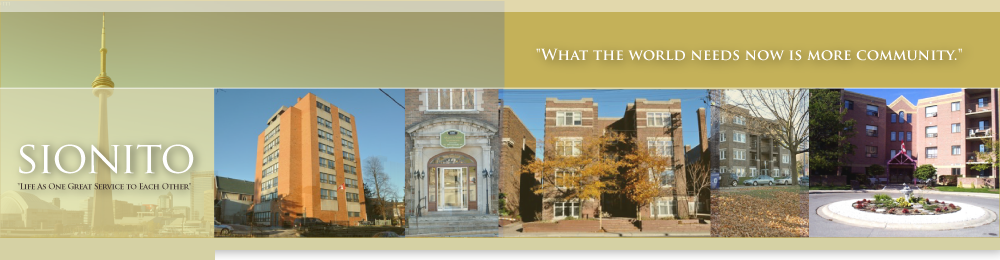 "What the world needs now is more community."
SIONITO
"Life As One Great Service to Each Other"